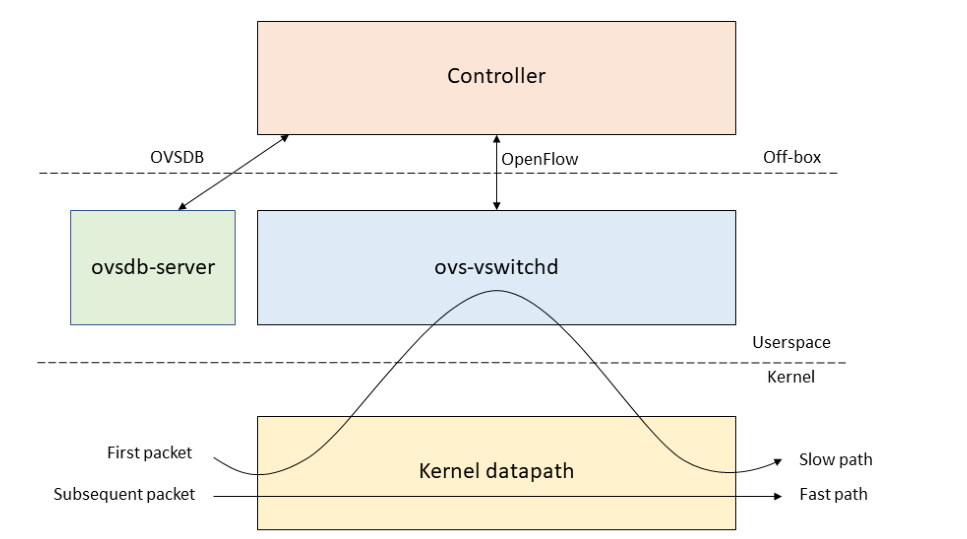 Controller
OVSDB
OpenFlow
Off-box
ovsdb-server
ovs-vswitchd
Userspace
Kernel
First packet
Kernel datapath
Slow path
Subsequent packet
Fast path